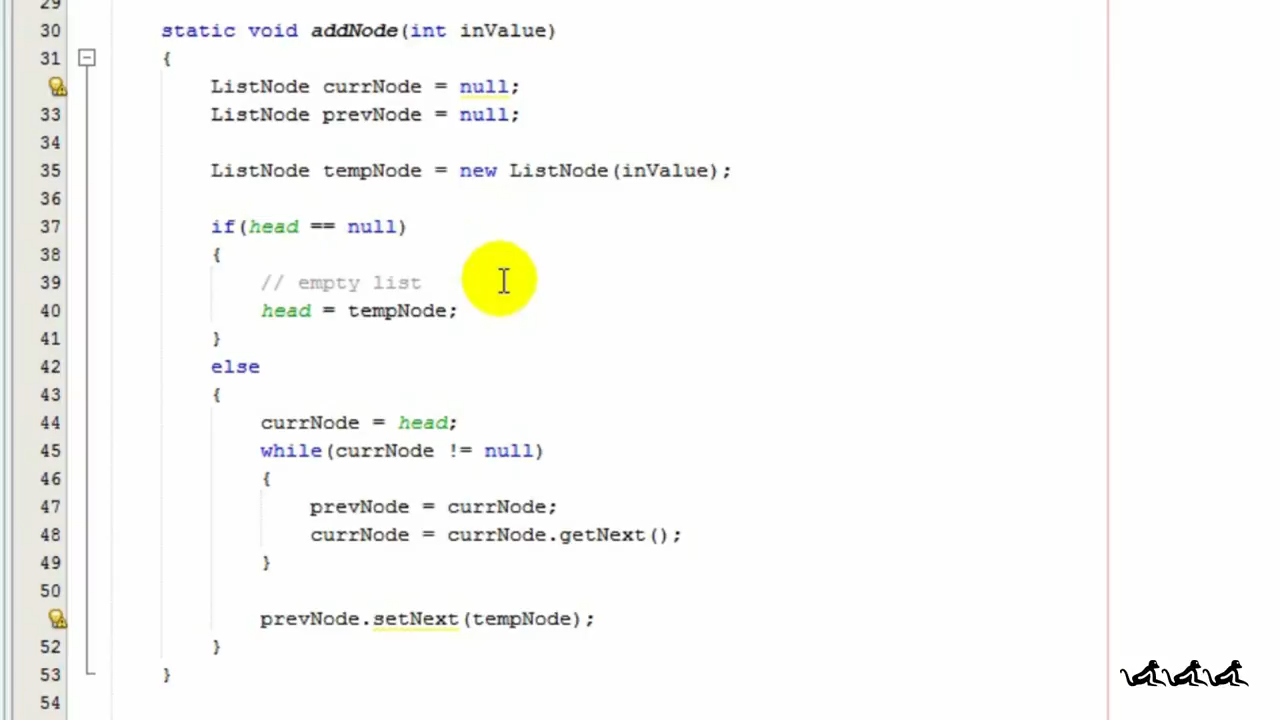 29
30 static void addNode(int inValue)
31 {
ListNode currNode = null;
33 ListNode prevNode = null;
34
35 ListNode tempNode = new ListNode(inValue);
36
37 if(head == null)
38 {
39 // empty list
40 head = tempNode;
41 }
42 else
43 {
44 currNode = head;
45 while(currNode != null)
46 {
47 prevNode = currNode;
48 currNode = currNode.getNext();
49 }
50
prevNode.setNext(tempNode);
52 }
53 }
54